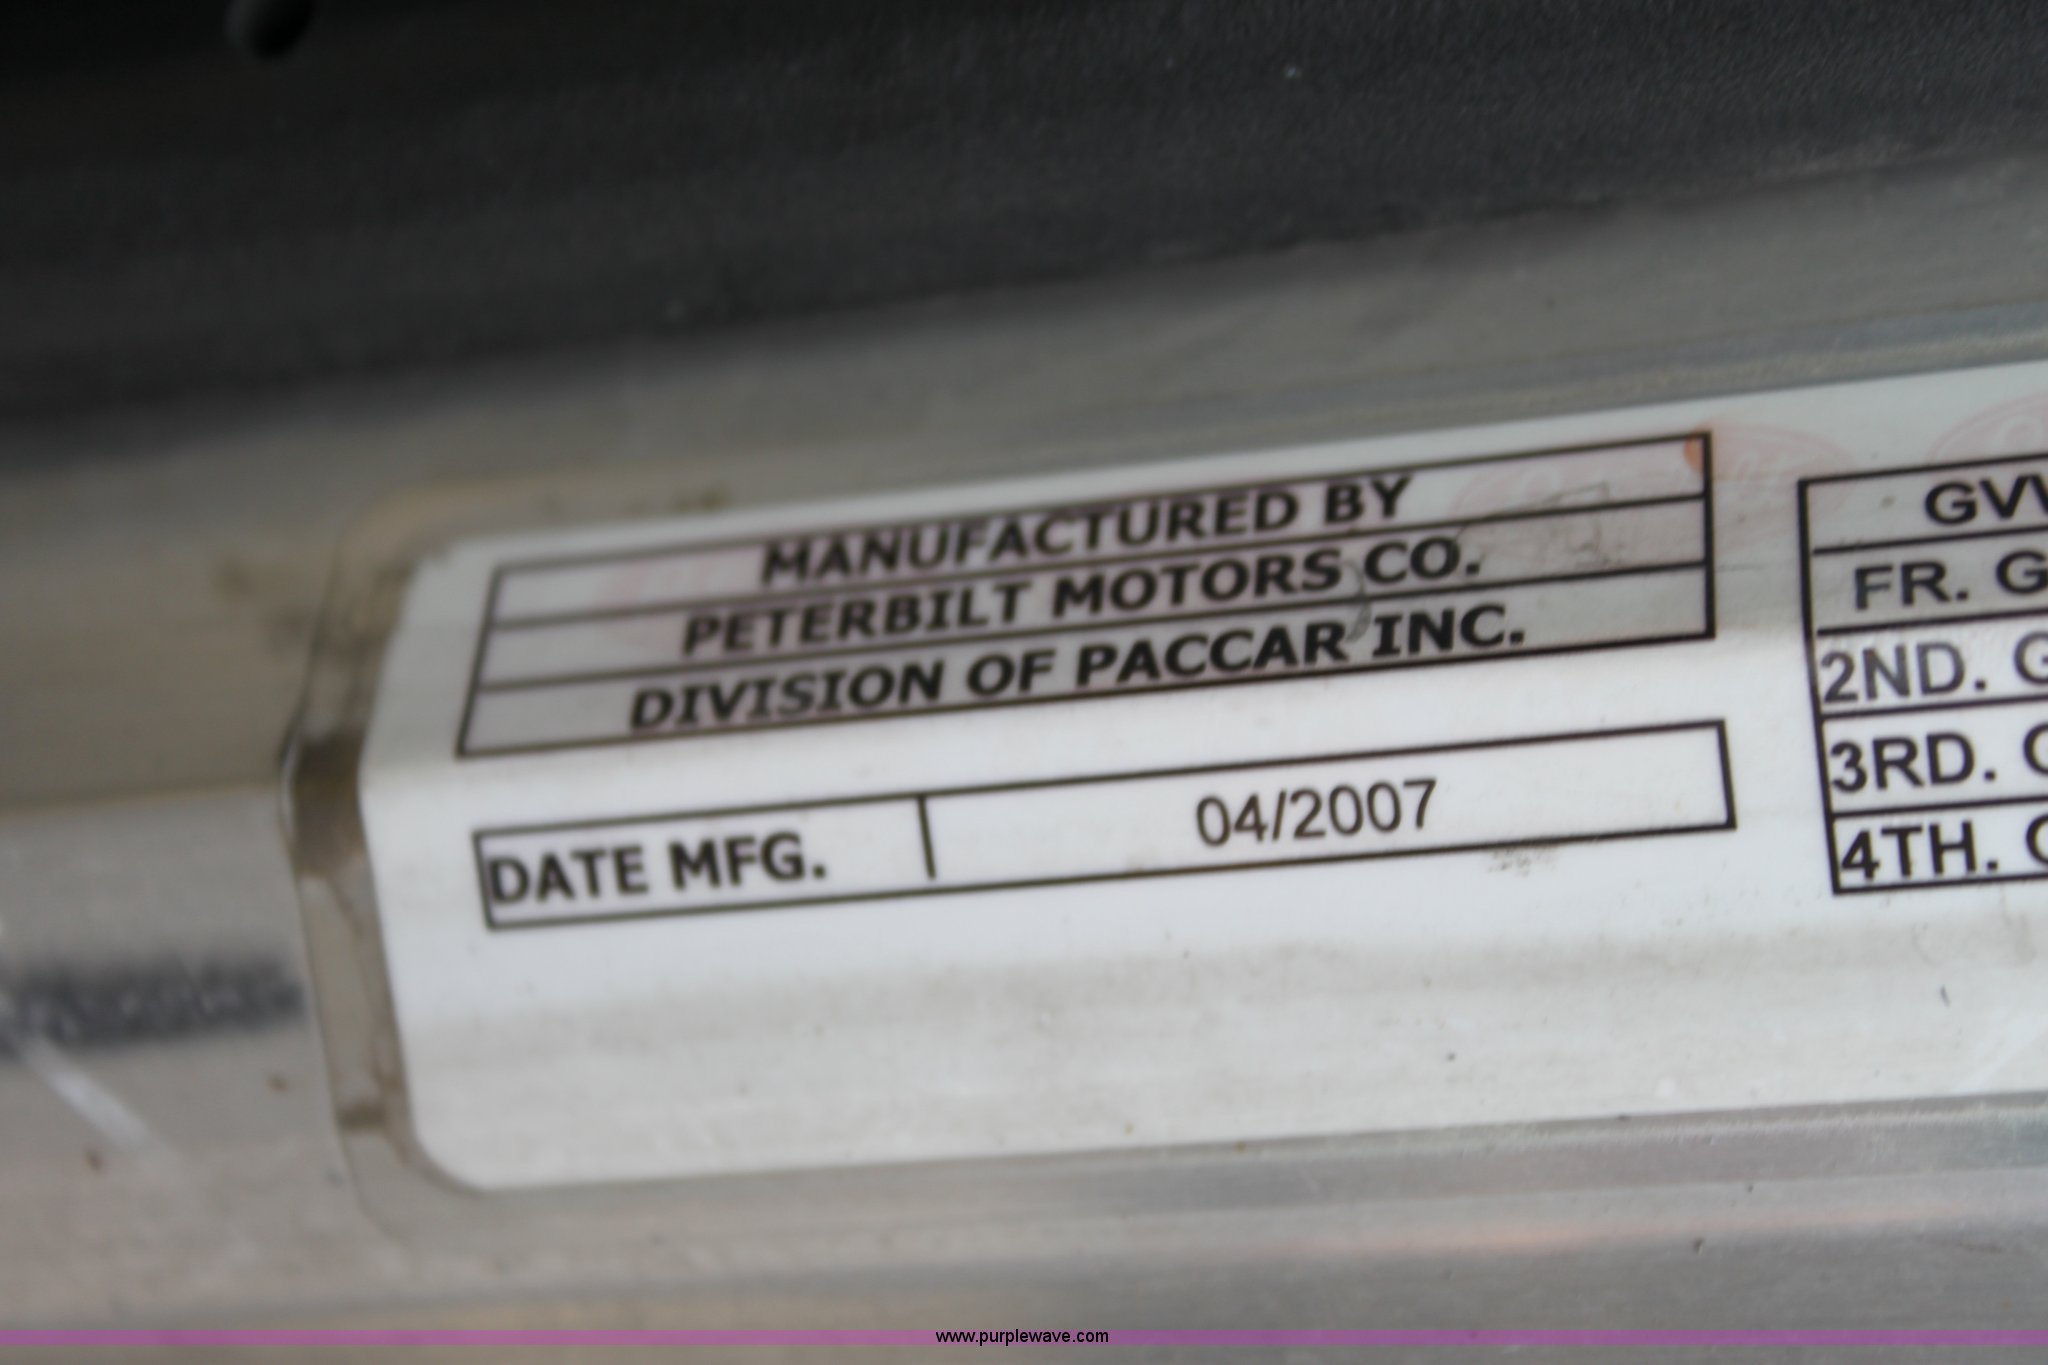 MANUFACTURED BY
PETERBILT MOTORS CO.
DIVISION OF PACCAR INC.
DATE MFG. 04/2007
GVW
FR. G
2ND. G
3RD. G
4TH. G
www.purplewave.com